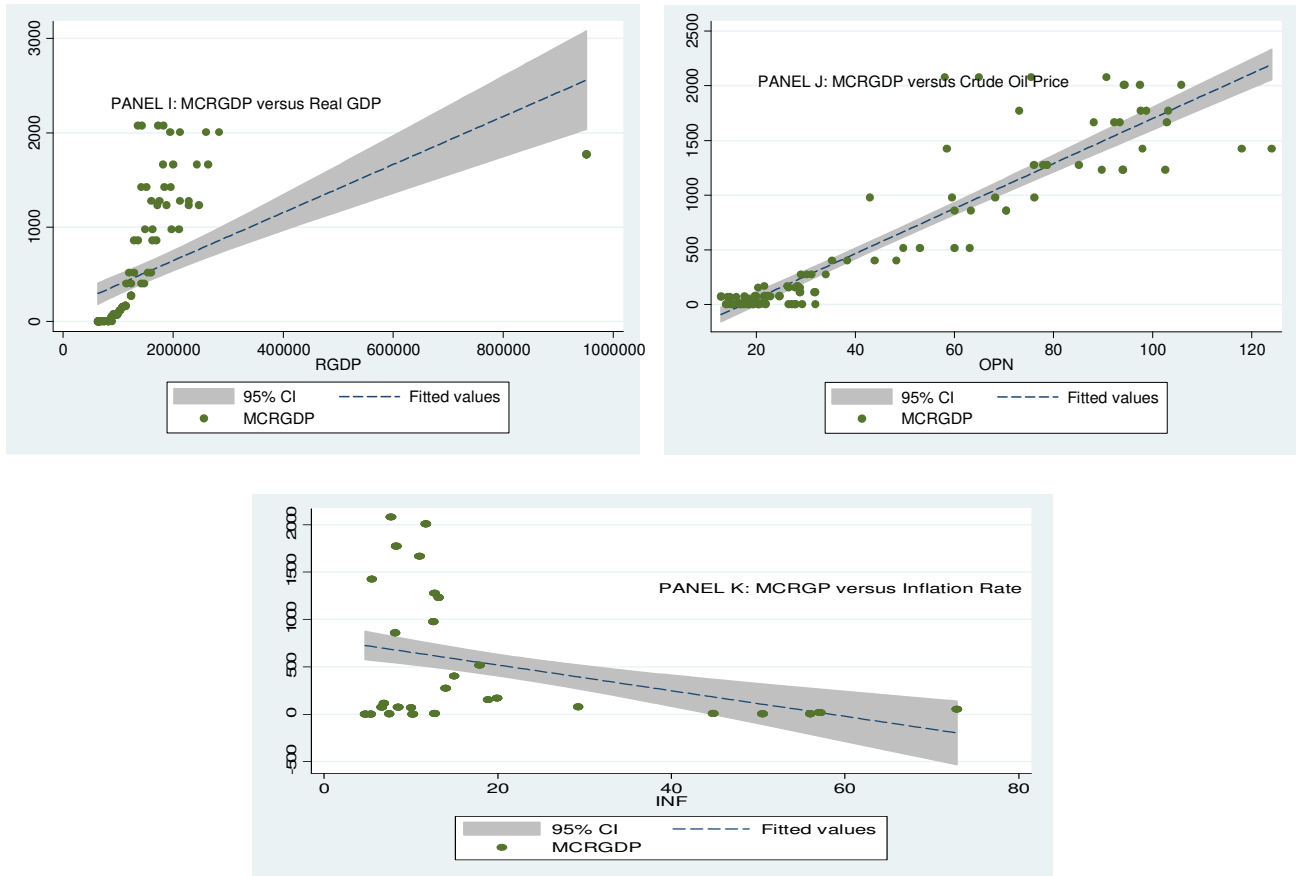 3000
2000
1000
0
PANEL I: MCRGDP versus Real GDP
0 200000 400000 600000 800000 1000000
RGDP
95% CI Fitted values
MCRGDP
2500
2000
1500
1000
500
0
PANEL J: MCRGDP versus Crude Oil Price
20 40 60 80 100 120
OPN
95% CI Fitted values
MCRGDP
2000
1500
1000
500
0
-500
PANEL K: MCRGP versus Inflation Rate
0 20 40 60 80
INF
95% CI Fitted values
MCRGDP